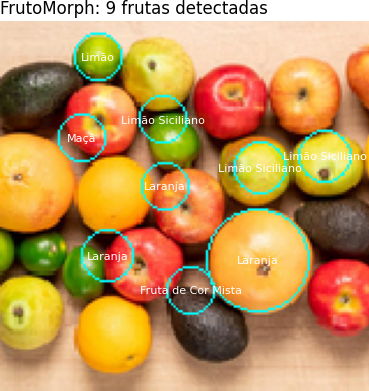 FrutoMorph: 9 frutas detectadas
Limão
Limão Siciliano
Maçã
Limão Siciliano
Limão Siciliano
Laranja
Laranja
Laranja
Fruta de Cor Mista